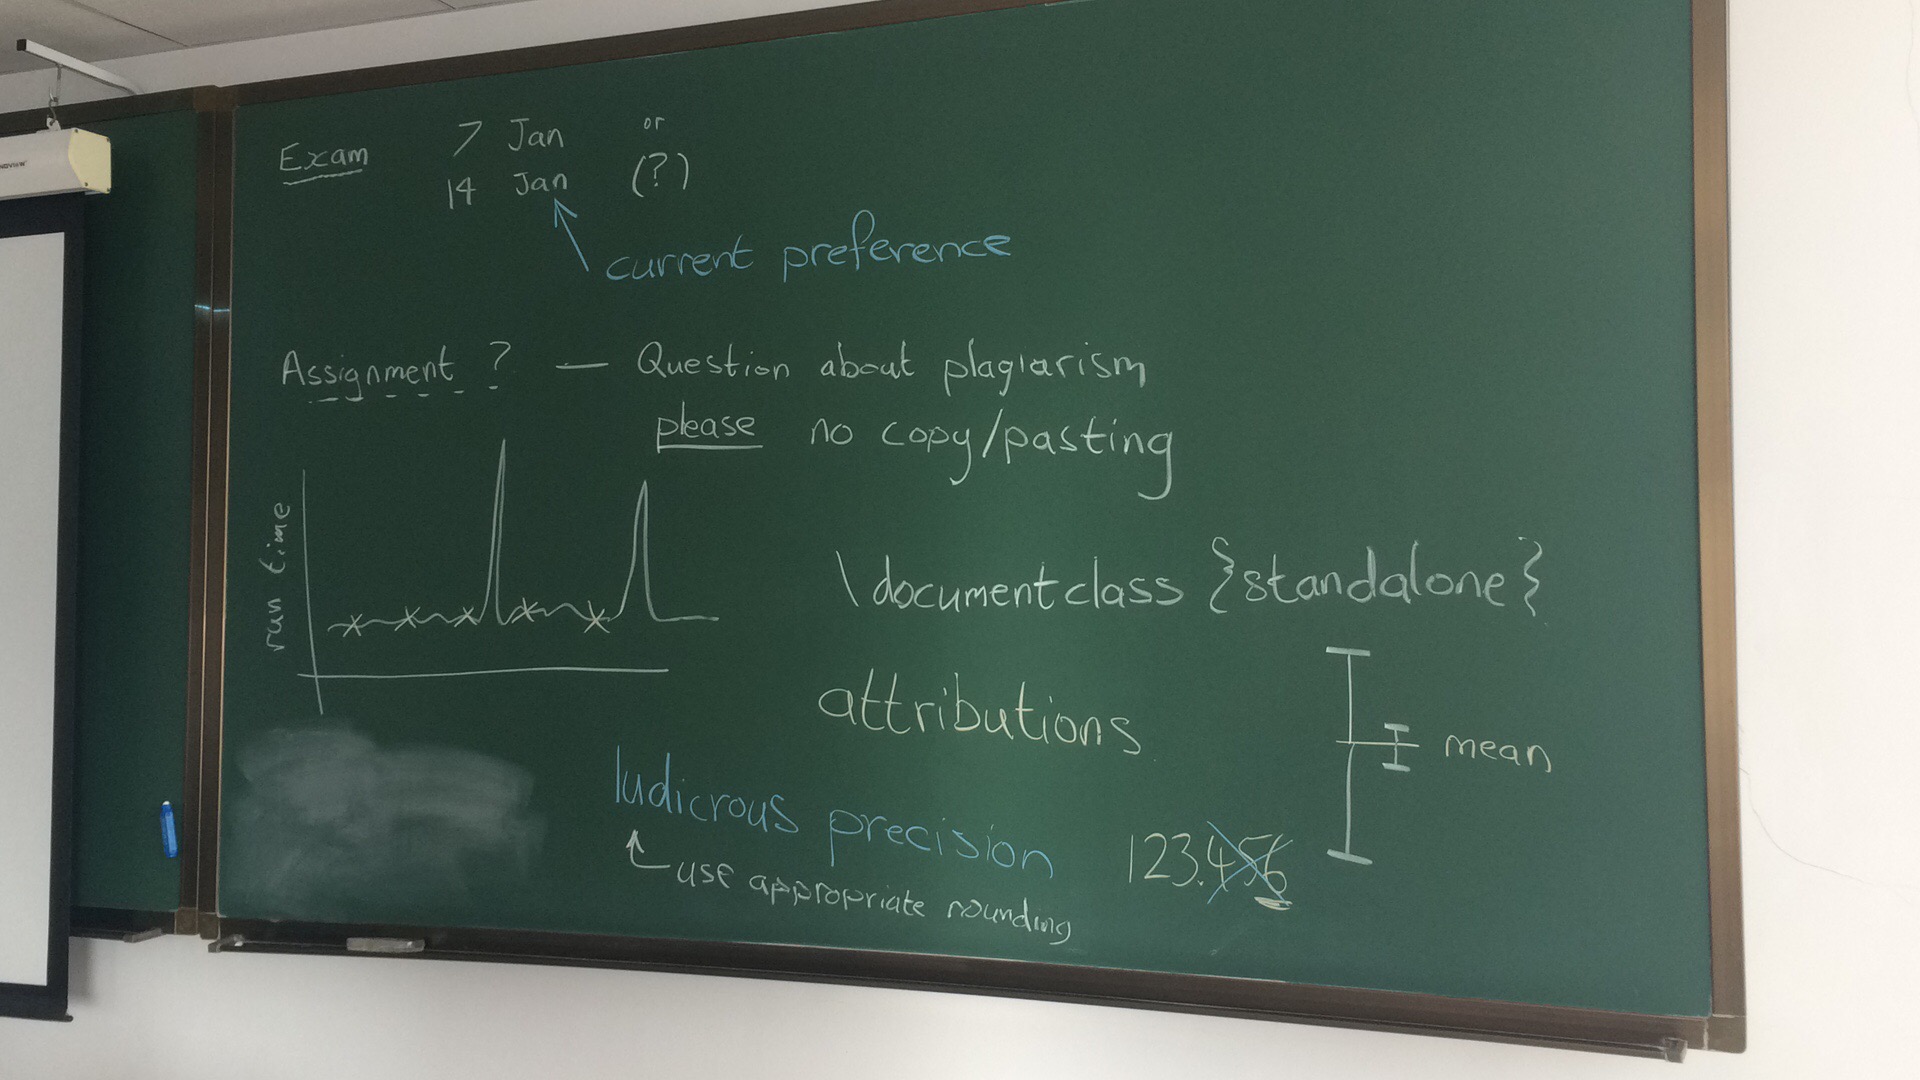 Exam 7 Jan or
14 Jan (?)
current preference
Assignment ? — Question about plagiarism
please no copy/pasting
run time
\documentclass }standalone{
attributions
mean
ludicrous precision
123.456
use appropriate rounding